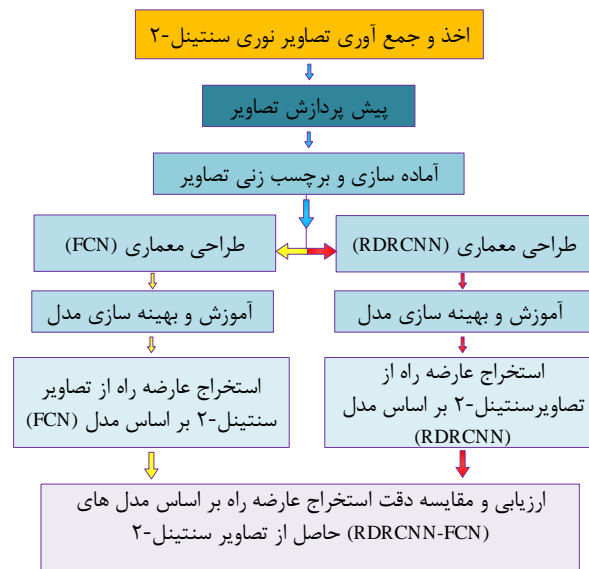 اخذ و جمع آوری تصاویر نوری سنتینل-۲
پیش پردازش تصاویر
آماده سازی و برچسب زنی تصاویر
طراحی معماری (RDRCNN)
طراحی معماری (FCN)
آموزش و بهینه سازی مدل
آموزش و بهینه سازی مدل
استخراج عارضه راه از
تصاویرسنتینل-۲ بر اساس مدل
(RDRCNN)
استخراج عارضه راه از تصاویر
سنتینل-۲ بر اساس مدل (FCN)
ارزیابی و مقایسه دقت استخراج عارضه راه بر اساس مدل های
(RDRCNN-FCN) حاصل از تصاویر سنتینل-۲